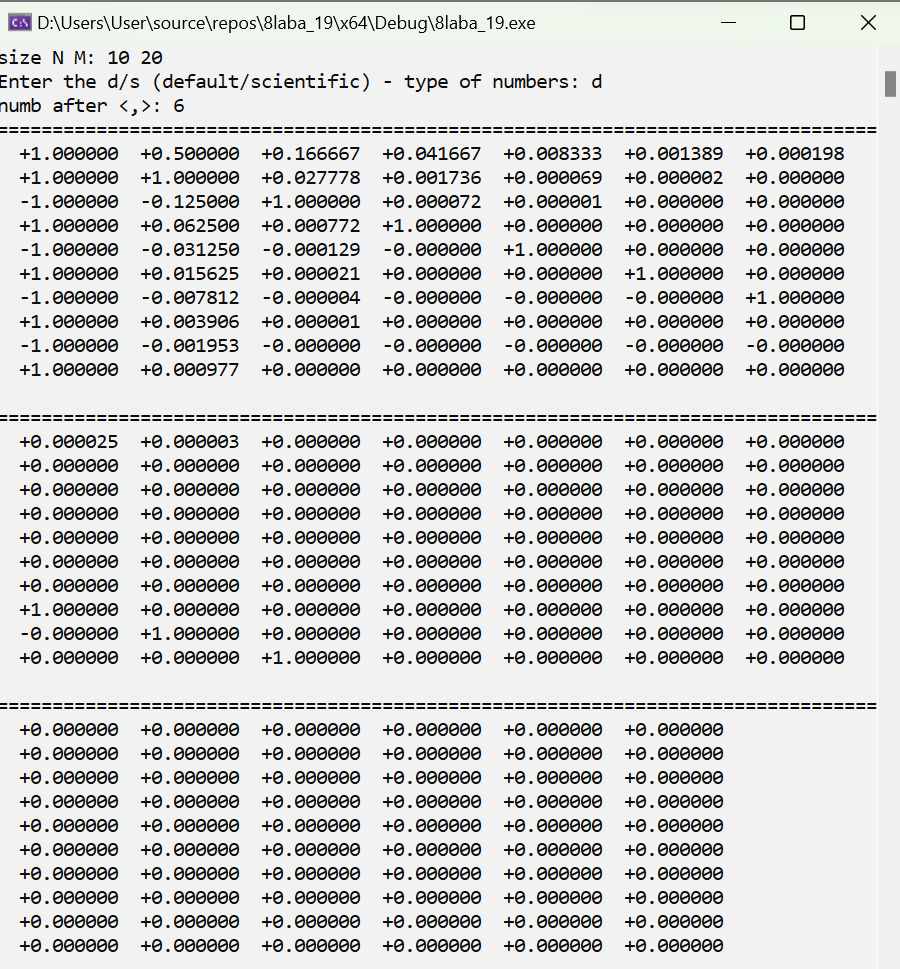 D:\Users\User\source\repos\8laba_19\x64\Debug\8laba_19.exe
size N M: 10 20
Enter the d/s (default/scientific) - type of numbers: d
numb after <,>: 6
===============================================================================
+1.000000 +0.500000 +0.166667 +0.041667 +0.008333 +0.001389 +0.000198
+1.000000 +1.000000 +0.027778 +0.001736 +0.000069 +0.000002 +0.000000
-1.000000 -0.125000 +1.000000 +0.000072 +0.000001 +0.000000 +0.000000
+1.000000 +0.062500 +0.000772 +1.000000 +0.000000 +0.000000 +0.000000
-1.000000 -0.031250 -0.000129 -0.000000 +1.000000 +0.000000 +0.000000
+1.000000 +0.015625 +0.000021 +0.000000 +0.000000 +1.000000 +0.000000
-1.000000 -0.007812 -0.000004 -0.000000 -0.000000 -0.000000 +1.000000
+1.000000 +0.003906 +0.000001 +0.000000 +0.000000 +0.000000 +0.000000
-1.000000 -0.001953 -0.000000 -0.000000 -0.000000 -0.000000 -0.000000
+1.000000 +0.000977 +0.000000 +0.000000 +0.000000 +0.000000 +0.000000
===============================================================================
+0.000025 +0.000003 +0.000000 +0.000000 +0.000000 +0.000000 +0.000000
+0.000000 +0.000000 +0.000000 +0.000000 +0.000000 +0.000000 +0.000000
+0.000000 +0.000000 +0.000000 +0.000000 +0.000000 +0.000000 +0.000000
+0.000000 +0.000000 +0.000000 +0.000000 +0.000000 +0.000000 +0.000000
+0.000000 +0.000000 +0.000000 +0.000000 +0.000000 +0.000000 +0.000000
+0.000000 +0.000000 +0.000000 +0.000000 +0.000000 +0.000000 +0.000000
+0.000000 +0.000000 +0.000000 +0.000000 +0.000000 +0.000000 +0.000000
+1.000000 +0.000000 +0.000000 +0.000000 +0.000000 +0.000000 +0.000000
-0.000000 +1.000000 +0.000000 +0.000000 +0.000000 +0.000000 +0.000000
+0.000000 +0.000000 +1.000000 +0.000000 +0.000000 +0.000000 +0.000000
===============================================================================
+0.000000 +0.000000 +0.000000 +0.000000 +0.000000 +0.000000
+0.000000 +0.000000 +0.000000 +0.000000 +0.000000 +0.000000
+0.000000 +0.000000 +0.000000 +0.000000 +0.000000 +0.000000
+0.000000 +0.000000 +0.000000 +0.000000 +0.000000 +0.000000
+0.000000 +0.000000 +0.000000 +0.000000 +0.000000 +0.000000
+0.000000 +0.000000 +0.000000 +0.000000 +0.000000 +0.000000
+0.000000 +0.000000 +0.000000 +0.000000 +0.000000 +0.000000
+0.000000 +0.000000 +0.000000 +0.000000 +0.000000 +0.000000
+0.000000 +0.000000 +0.000000 +0.000000 +0.000000 +0.000000
+0.000000 +0.000000 +0.000000 +0.000000 +0.000000 +0.000000